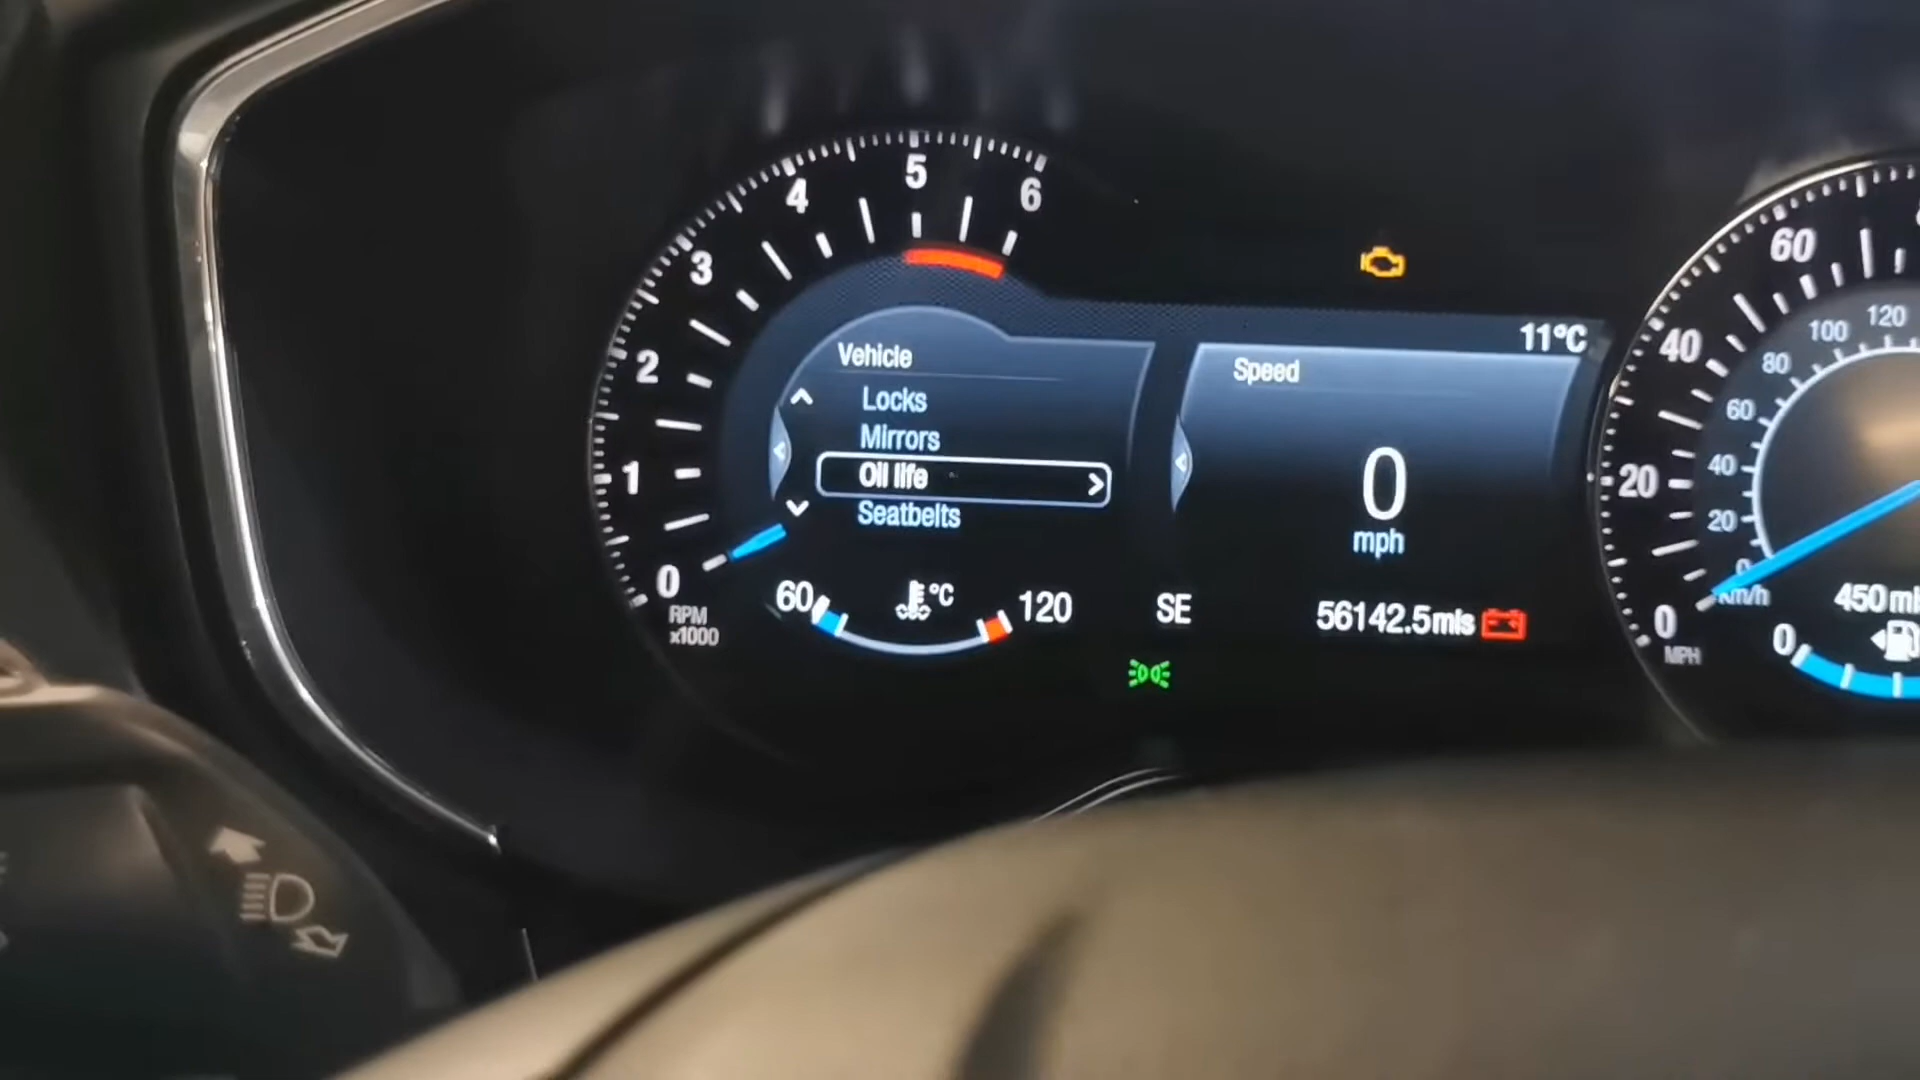 5
4
6
3
2
1
0
RPM
x1000
Vehicle
Locks
Mirrors
Oil life
Seatbelts
60
°C
120
SE
11°C
Speed
0
mph
56142.5mls
60
40
20
0
MPH
120
100
80
60
40
20
0
km/h
0